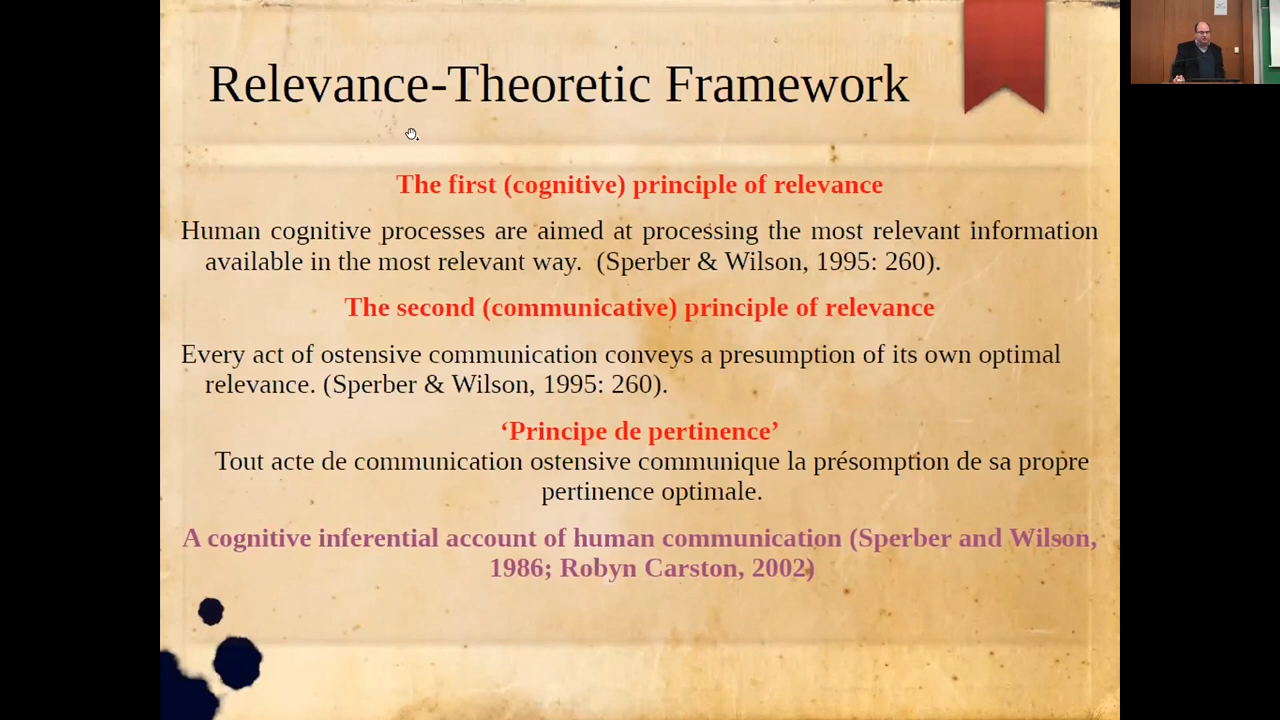 Relevance-Theoretic Framework
The first (cognitive) principle of relevance
Human cognitive processes are aimed at processing the most relevant information
available in the most relevant way.  (Sperber & Wilson, 1995: 260).
The second (communicative) principle of relevance
Every act of ostensive communication conveys a presumption of its own optimal
relevance. (Sperber & Wilson, 1995: 260).
‘Principe de pertinence’
Tout acte de communication ostensive communique la présomption de sa propre
pertinence optimale.
A cognitive inferential account of human communication (Sperber and Wilson,
1986; Robyn Carston, 2002)